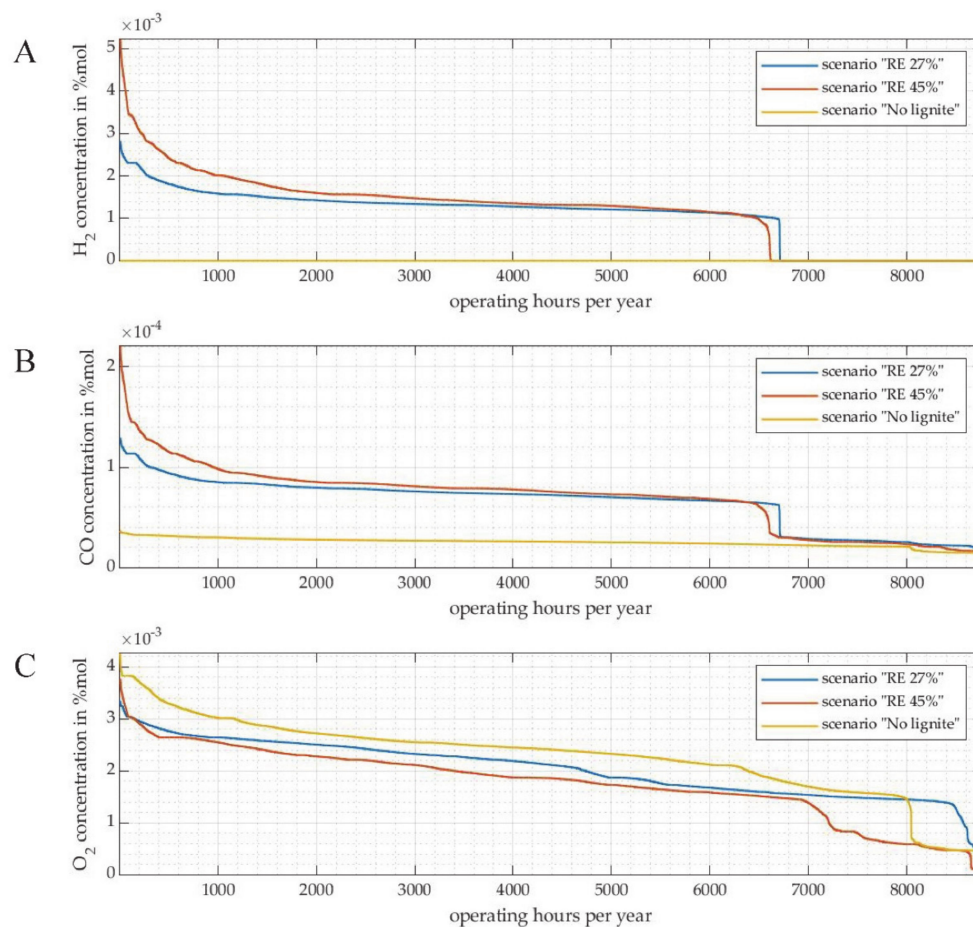 A
×10⁻³
H₂ concentration in %mol
5
4
3
2
1
0
scenario "RE 27%"
scenario "RE 45%"
scenario "No lignite"
1000 2000 3000 4000 5000 6000 7000 8000
operating hours per year
B
×10⁻⁴
CO concentration in %mol
2
1
0
scenario "RE 27%"
scenario "RE 45%"
scenario "No lignite"
1000 2000 3000 4000 5000 6000 7000 8000
operating hours per year
C
×10⁻³
O₂ concentration in %mol
4
3
2
1
0
scenario "RE 27%"
scenario "RE 45%"
scenario "No lignite"
1000 2000 3000 4000 5000 6000 7000 8000
operating hours per year